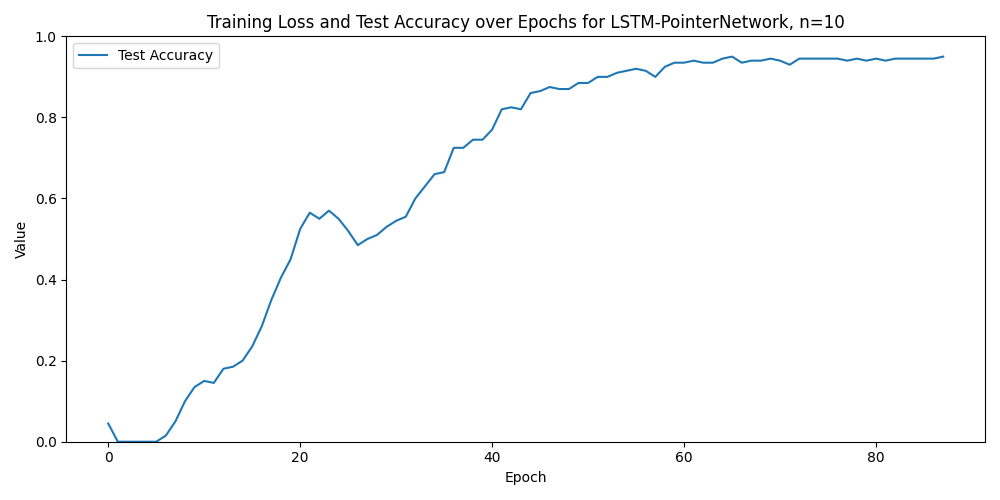 Training Loss and Test Accuracy over Epochs for LSTM-PointerNetwork, n=10
Test Accuracy
1.0
0.8
0.6
0.4
0.2
0.0
Value
0 20 40 60 80
Epoch